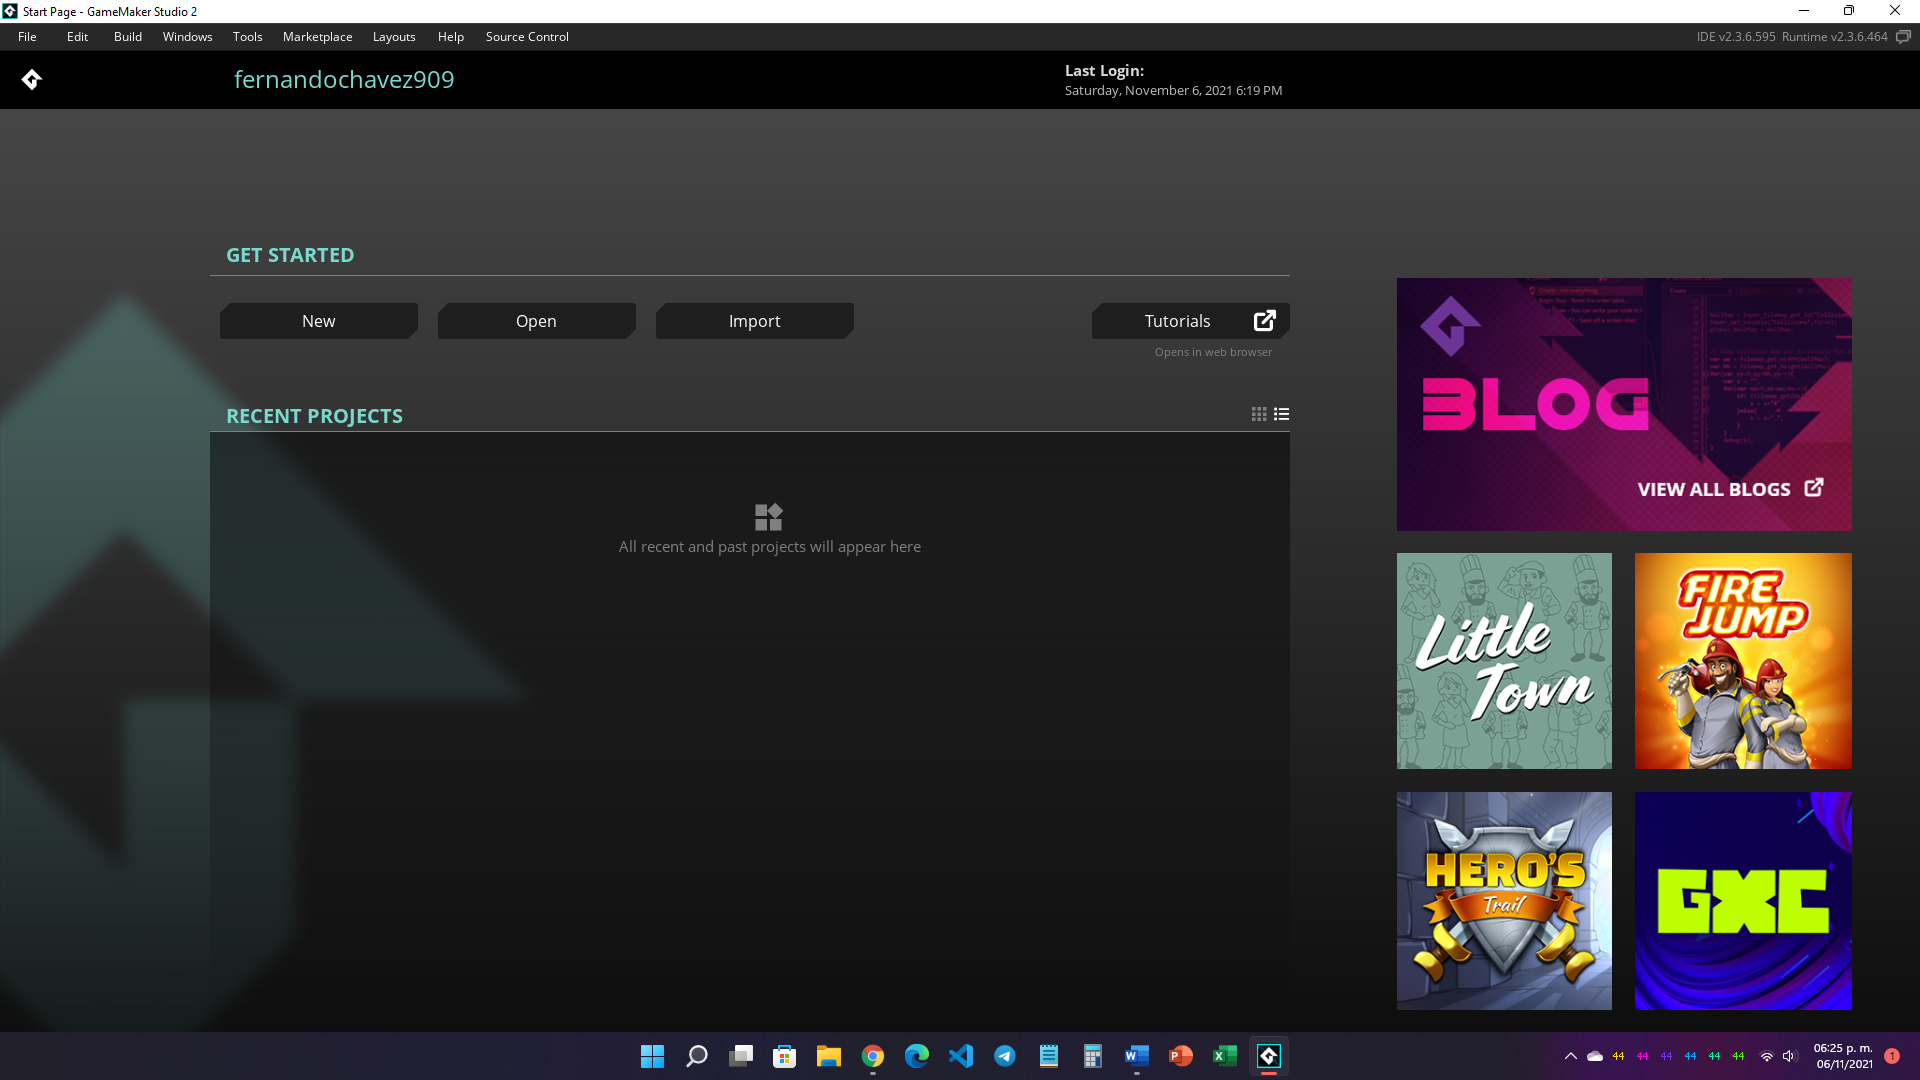 Start Page - GameMaker Studio 2
File Edit Build Windows Tools Marketplace Layouts Help Source Control
IDE v2.3.6.595 Runtime v2.3.6.464
fernandochavez909
Last Login:
Saturday, November 6, 2021 6:19 PM
GET STARTED
New Open Import Tutorials
Opens in web browser
RECENT PROJECTS
All recent and past projects will appear here
BLOG
VIEW ALL BLOGS
Little
Town
FIRE
JUMP
HERO'S
Trail
GXC
44 44 44 44 44 44
06:25 p. m.
06/11/2021
1